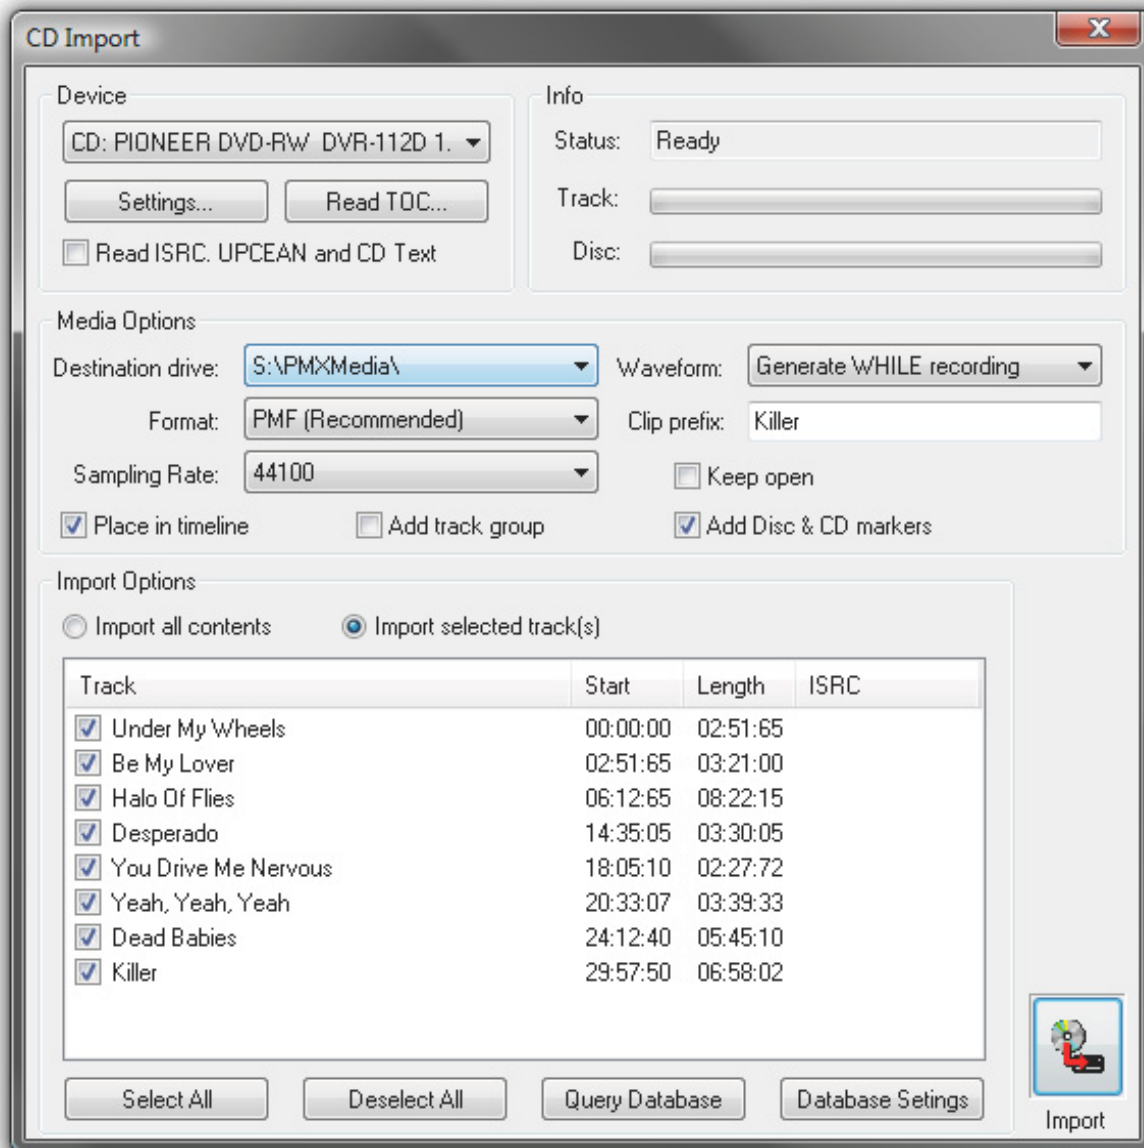 CD Import
Device
CD: PIONEER DVD-RW DVR-112D 1.
Settings... Read TOC...
Read ISRC. UPCEAN and CD Text
Info
Status: Ready
Track:
Disc:
Media Options
Destination drive: S:\PMXMedia\ Waveform: Generate WHILE recording
Format: PMF (Recommended) Clip prefix: Killer
Sampling Rate: 44100 Keep open
Place in timeline Add track group Add Disc & CD markers
Import Options
Import all contents Import selected track(s)
Track Start Length ISRC
Under My Wheels 00:00:00 02:51:65
Be My Lover 02:51:65 03:21:00
Halo Of Flies 06:12:65 08:22:15
Desperado 14:35:05 03:30:05
You Drive Me Nervous 18:05:10 02:27:72
Yeah, Yeah, Yeah 20:33:07 03:39:33
Dead Babies 24:12:40 05:45:10
Killer 29:57:50 06:58:02
Select All Deselect All Query Database Database Setings
Import